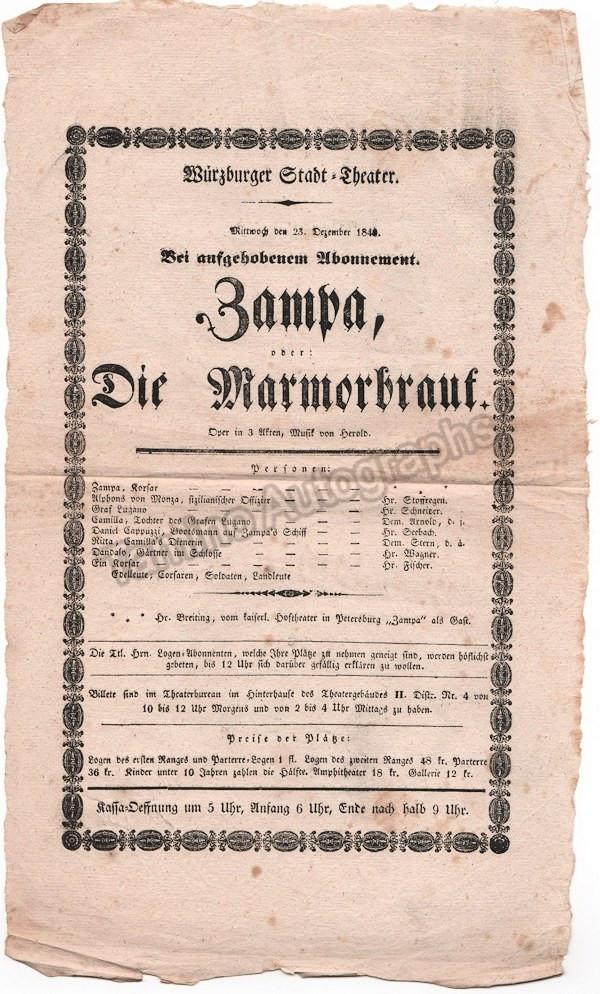 Würzburger Stadt-Theater.
Mittwoch den 23. Dezember 1840.
Bei aufgehobenem Abonnement.
Zampa,
oder:
Die Marmorbraut.
Oper in 3 Akten, Musik von Herold.
Personen:
Zampa, Korsar — — — — — — *
Alphons von Monza, sizilianischer Offizier — — — Hr. Stoffregen.
Graf Lugano — — — — — — Hr. Schneider.
Camilla, Tochter des Grafen Lugano — — — Dem. Arnold, d. j.
Daniel Cappuzzi, Bootsmann auf Zampa's Schiff — — — Hr. Seebach.
Ritta, Camilla's Dienerin — — — — — Dem. Stern, d. ä.
Dandalo, Gärtner im Schlosse — — — — — Hr. Wagner.
Ein Korsar — — — — — — Hr. Fischer.
Edelleute, Corsaren, Soldaten, Landleute
* * * Hr. Breiting, vom kaiserl. Hoftheater in Petersburg „Zampa“ als Gast.
Die Ttl. Hrn. Logen-Abonnenten, welche Ihre Plätze zu nehmen geneigt sind, werden höflichst
gebeten, bis 12 Uhr sich darüber gefällig erklären zu wollen.
Billete sind im Theaterbureau im Hinterhause des Theatergebäudes II. Distr. Nr. 4 von
10 bis 12 Uhr Morgens und von 2 bis 4 Uhr Mittags zu haben.
Preise der Plätze:
Logen des ersten Ranges und Parterre-Logen 1 fl. Logen des zweiten Ranges 48 kr. Parterre
36 kr. Kinder unter 10 Jahren zahlen die Hälfte. Amphitheater 18 kr. Gallerie 12 kr.
Kassa-Oeffnung um 5 Uhr, Anfang 6 Uhr, Ende nach halb 9 Uhr.
Tamino Autographs